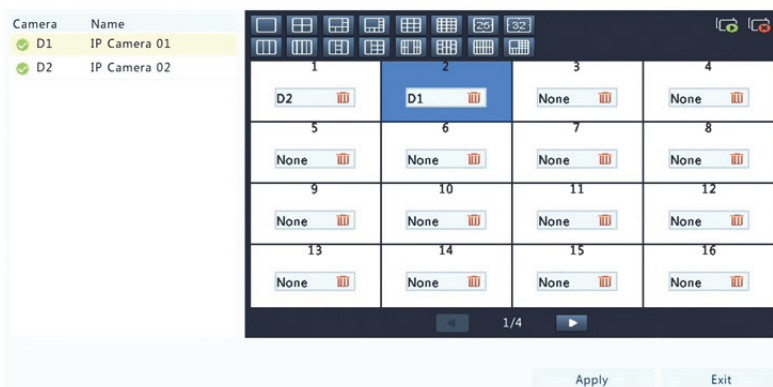 Camera Name
D1 IP Camera 01
D2 IP Camera 02
25 32
1 2 3 4
D2 D1 None None
5 6 7 8
None None None None
9 10 11 12
None None None None
13 14 15 16
None None None None
1/4
Apply Exit